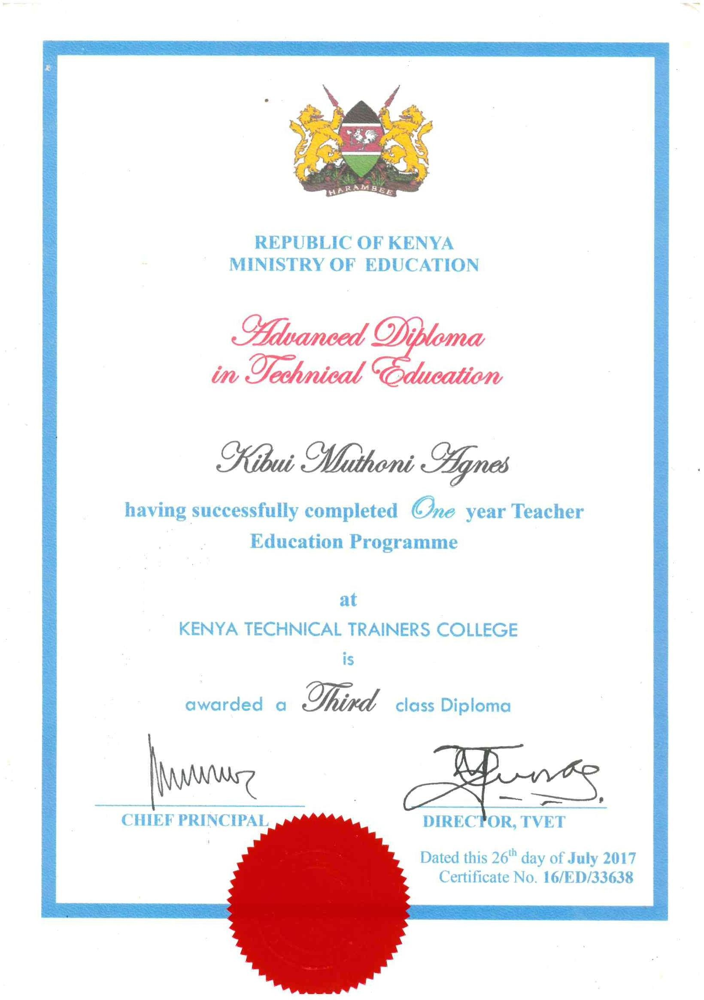 HARAMBEE
REPUBLIC OF KENYA
MINISTRY OF EDUCATION
Advanced Diploma
in Technical Education
Kibui Muthoni Agnes
having successfully completed One year Teacher
Education Programme
at
KENYA TECHNICAL TRAINERS COLLEGE
is
awarded a Third class Diploma
CHIEF PRINCIPAL
DIRECTOR, TVET
Dated this 26th day of July 2017
Certificate No. 16/ED/33638